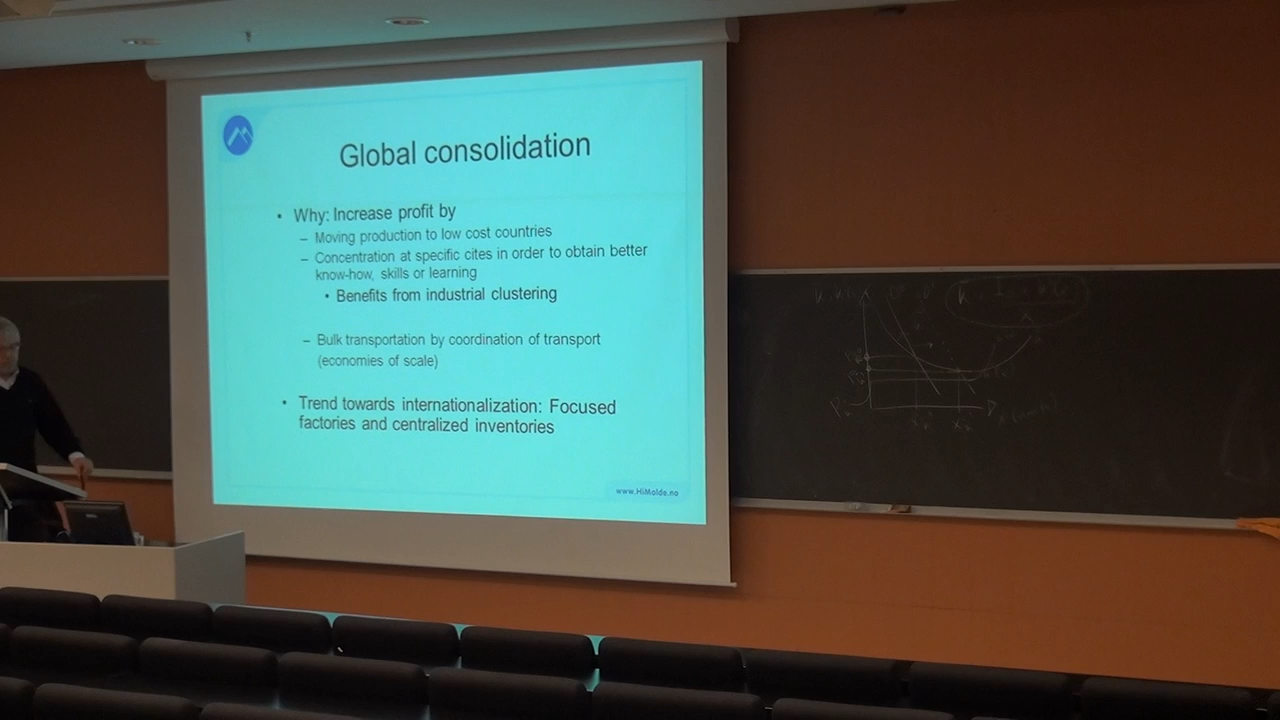 Global consolidation
• Why: Increase profit by
– Moving production to low cost countries
– Concentration at specific cites in order to obtain better
know-how, skills or learning
• Benefits from industrial clustering
– Bulk transportation by coordination of transport
(economies of scale)
• Trend towards internationalization: Focused
factories and centralized inventories
www.HiMolde.no